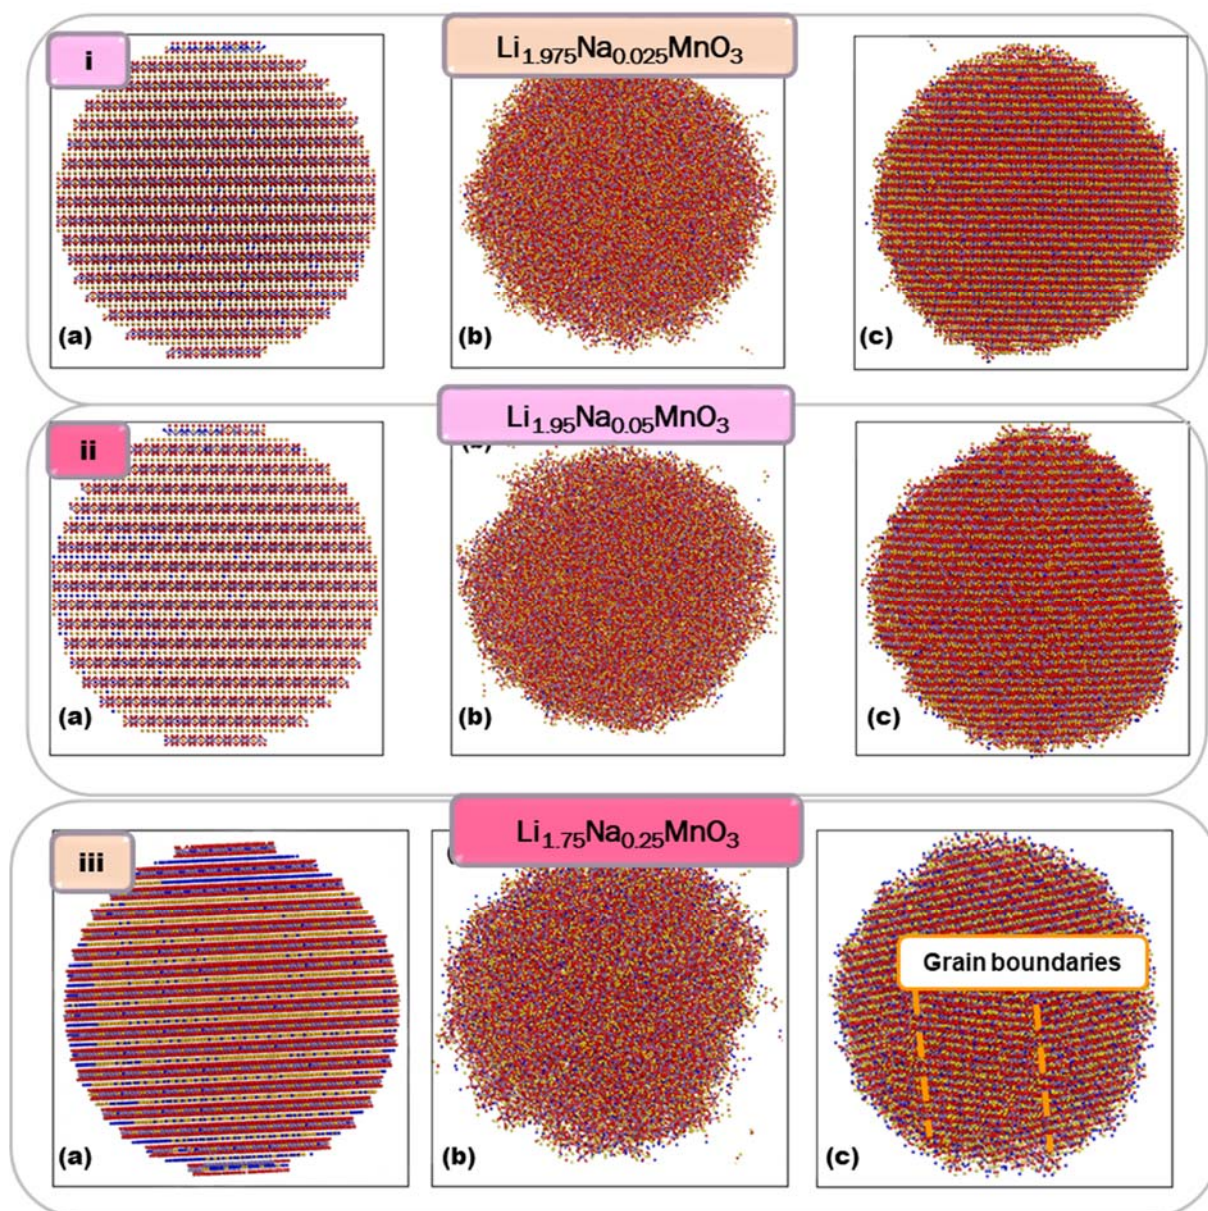 i
Li₁.₉₇₅Na₀.₀₂₅MnO₃
(a)
(b)
(c)
ii
Li₁.₉₅Na₀.₀₅MnO₃
(a)
(b)
(c)
iii
Li₁.₇₅Na₀.₂₅MnO₃
Grain boundaries
(a)
(b)
(c)